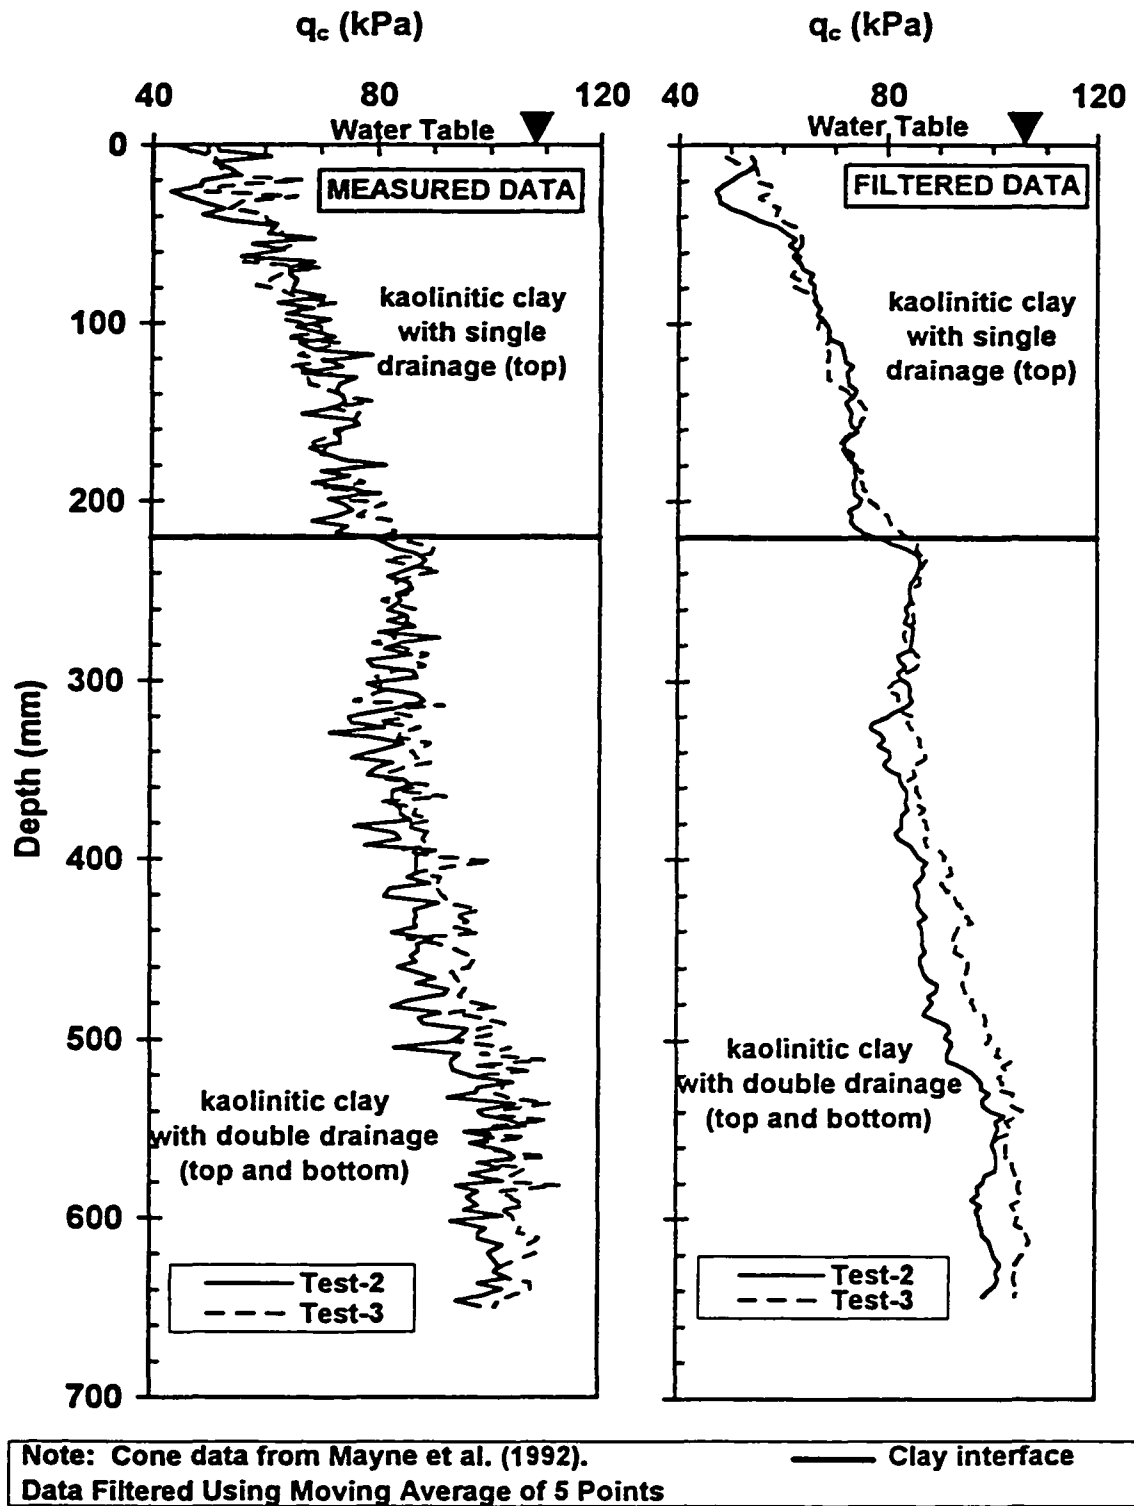 qc (kPa)
40 80 120
Water Table
MEASURED DATA
kaolinitic clay
with single
drainage (top)
kaolinitic clay
with double drainage
(top and bottom)
Test-2
Test-3
0
100
200
300
400
500
600
700
Depth (mm)
qc (kPa)
40 80 120
Water Table
FILTERED DATA
kaolinitic clay
with single
drainage (top)
kaolinitic clay
with double drainage
(top and bottom)
Test-2
Test-3
Note: Cone data from Mayne et al. (1992).
Clay interface
Data Filtered Using Moving Average of 5 Points